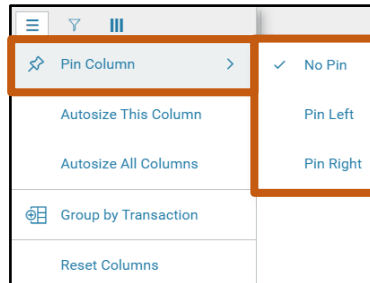 Pin Column
No Pin
Autosize This Column
Pin Left
Autosize All Columns
Pin Right
Group by Transaction
Reset Columns